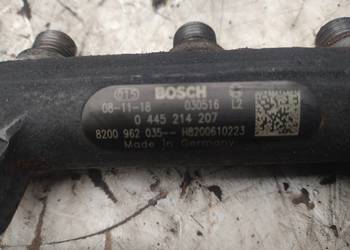 BOSCH
08-11-18 030516 L2
0 445 214 207
8200 962 035-- H8200610223
Made in Germany